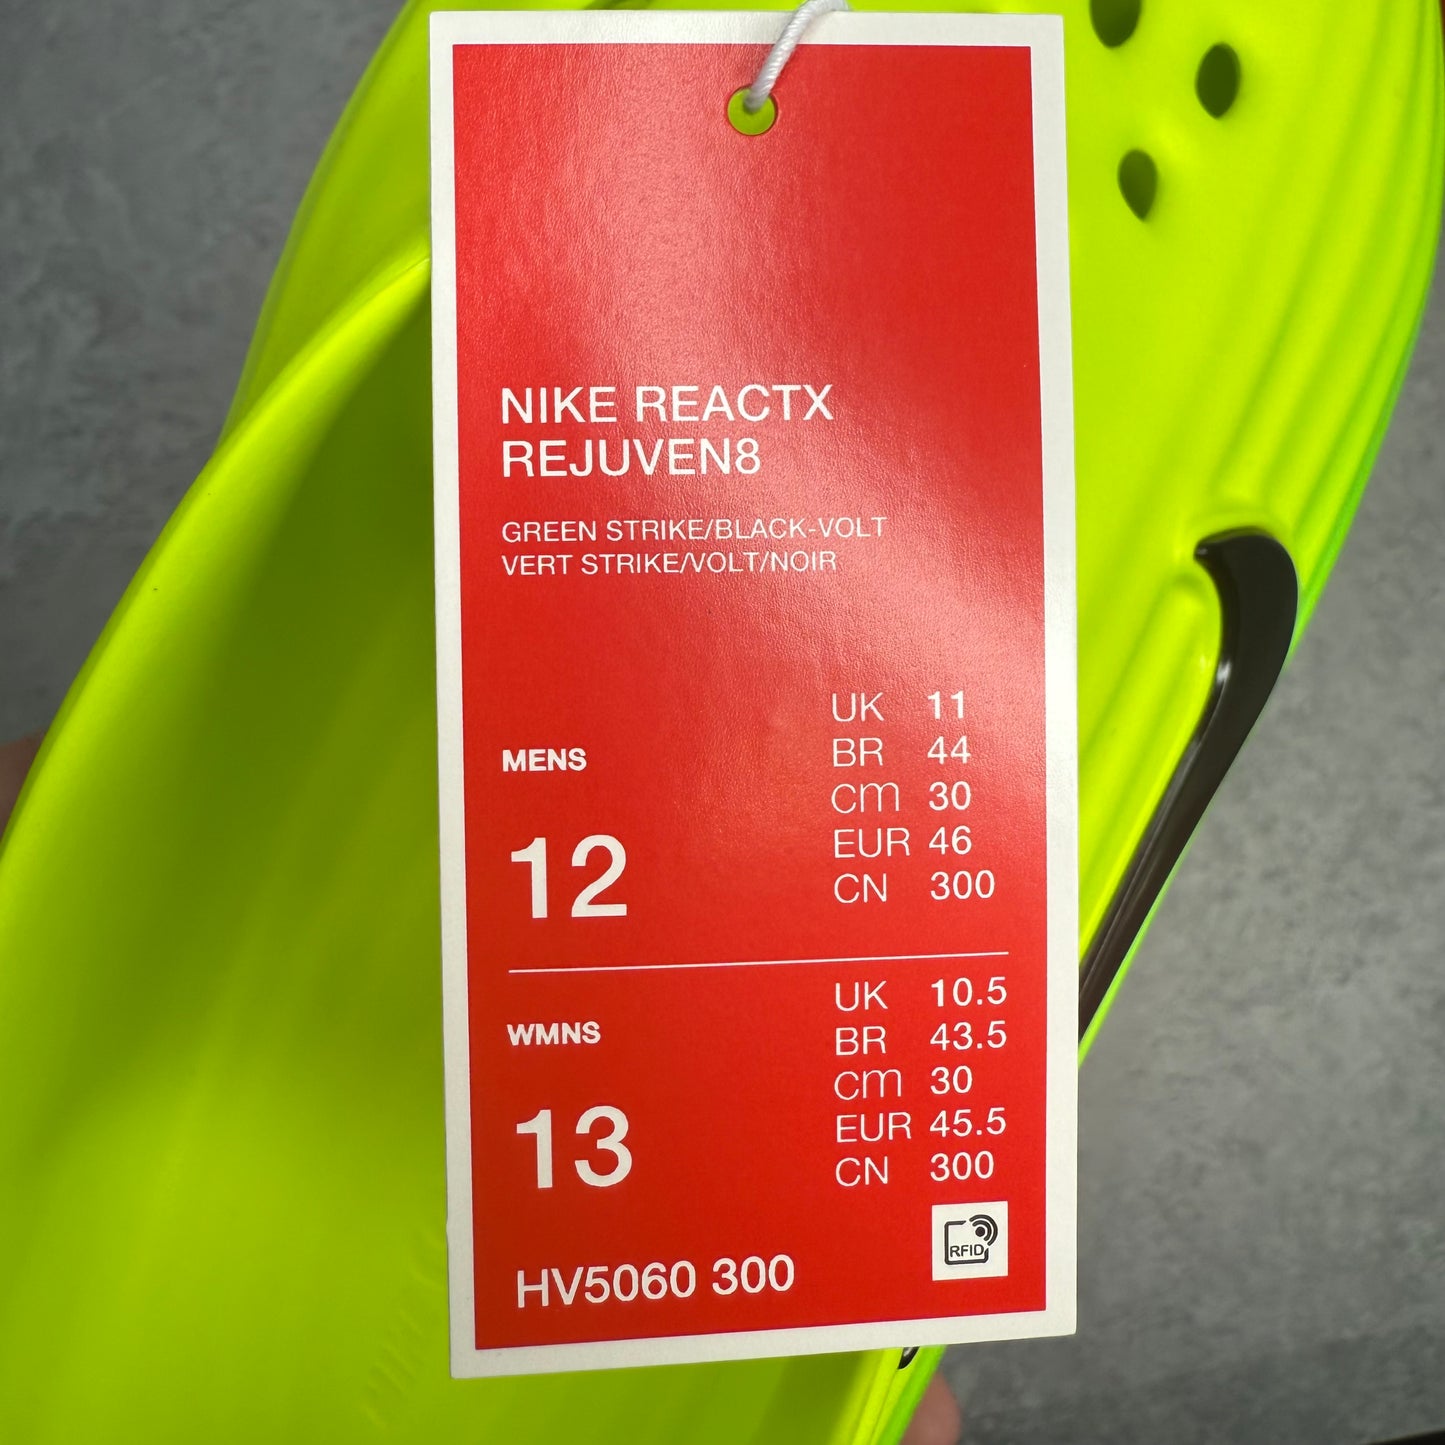 NIKE REACTX
REJUVEN8
GREEN STRIKE/BLACK-VOLT
VERT STRIKE/VOLT/NOIR
MENS
12
UK 11
BR 44
cm 30
EUR 46
CN 300
WMNS
13
UK 10.5
BR 43.5
cm 30
EUR 45.5
CN 300
RFID
HV5060 300